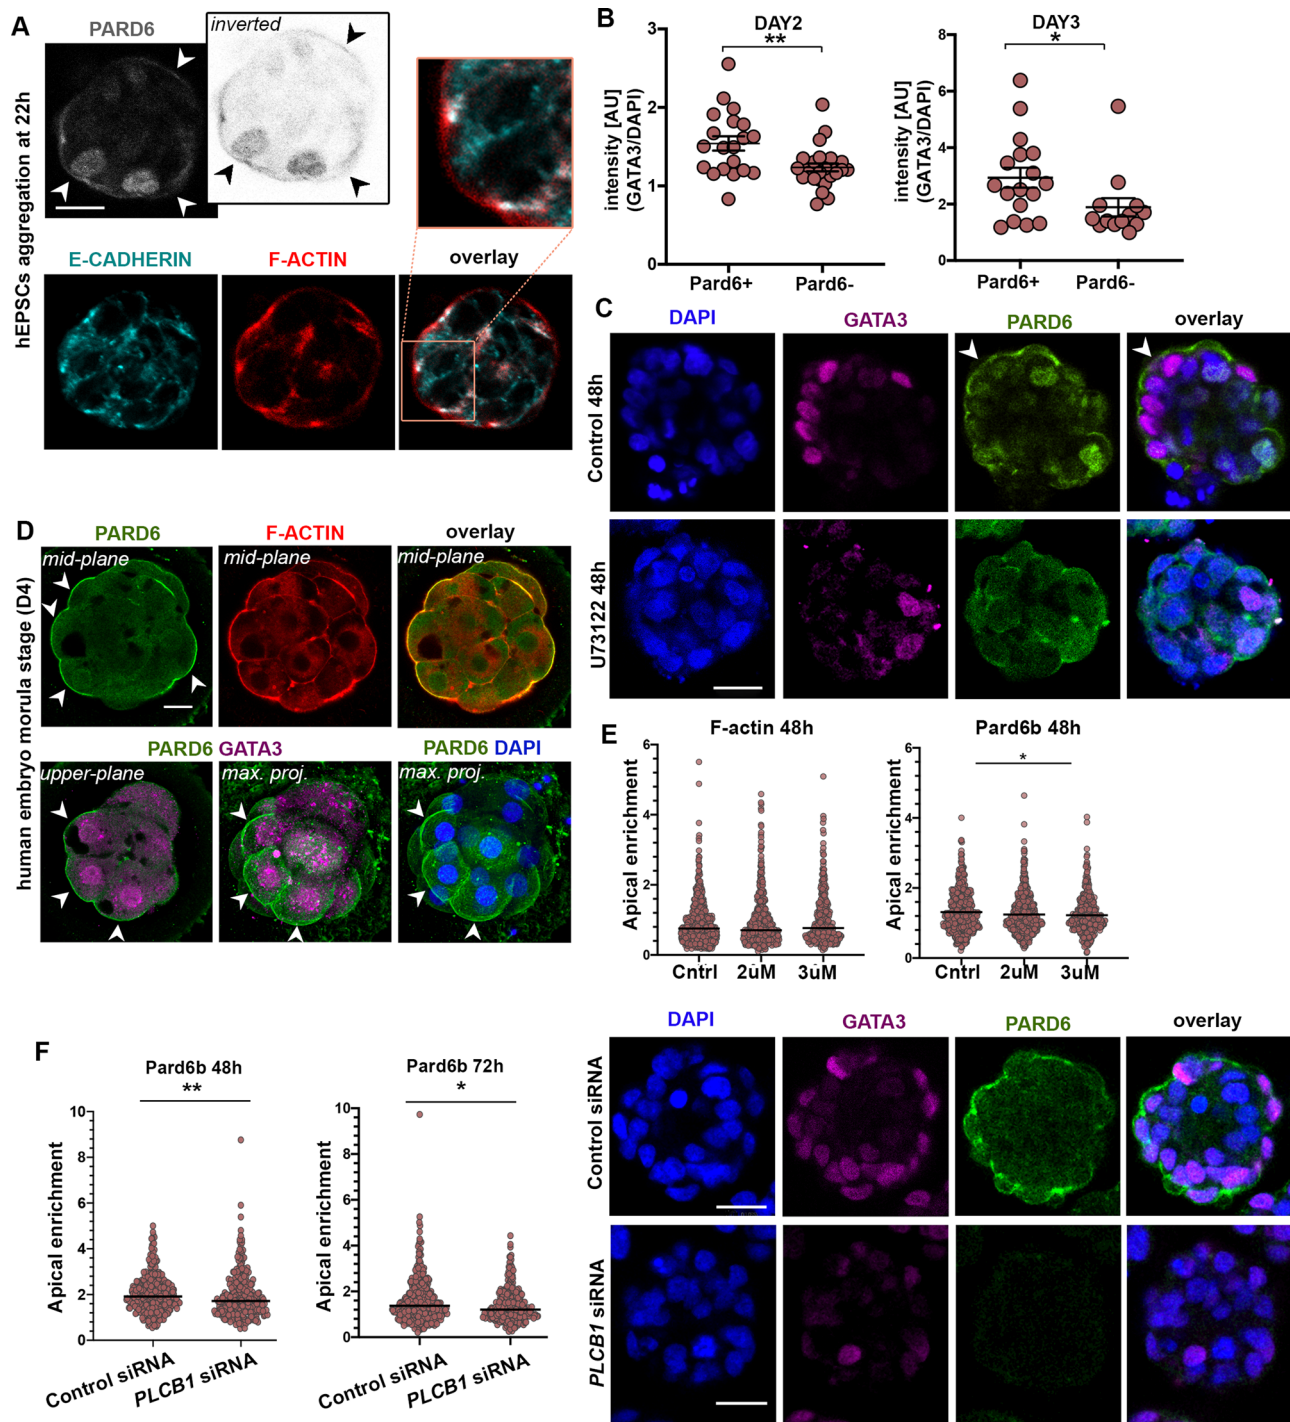 A
hEPSCs aggregation at 22h
PARD6
inverted
E-CADHERIN
F-ACTIN
overlay
B
DAY2
**
intensity [AU]
(GATA3/DAPI)
3
2
1
0
Pard6+
Pard6-
DAY3
*
intensity [AU]
(GATA3/DAPI)
8
6
4
2
0
Pard6+
Pard6-
C
DAPI
GATA3
PARD6
overlay
Control 48h
U73122 48h
D
human embryo morula stage (D4)
PARD6
F-ACTIN
overlay
mid-plane
mid-plane
mid-plane
PARD6 GATA3
PARD6 DAPI
upper-plane
max. proj.
max. proj.
E
F-actin 48h
Apical enrichment
6
4
2
0
Cntrl
2uM
3uM
Pard6b 48h
*
Apical enrichment
6
4
2
0
Cntrl
2uM
3uM
F
Pard6b 48h
**
Apical enrichment
10
8
6
4
2
0
Control siRNA
PLCB1 siRNA
Pard6b 72h
*
Apical enrichment
10
8
6
4
2
0
Control siRNA
PLCB1 siRNA
DAPI
GATA3
PARD6
overlay
Control siRNA
PLCB1 siRNA